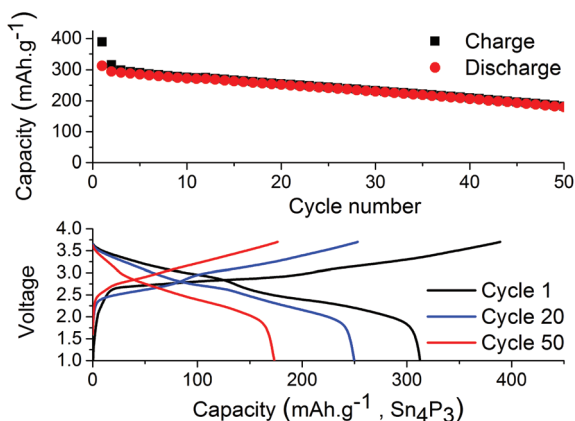 Capacity (mAh.g⁻¹)
400
300
200
100
0
Charge
Discharge
0 10 20 30 40 50
Cycle number
Voltage
4.0
3.5
3.0
2.5
2.0
1.5
1.0
Cycle 1
Cycle 20
Cycle 50
0 100 200 300 400
Capacity (mAh.g⁻¹ , Sn₄P₃)